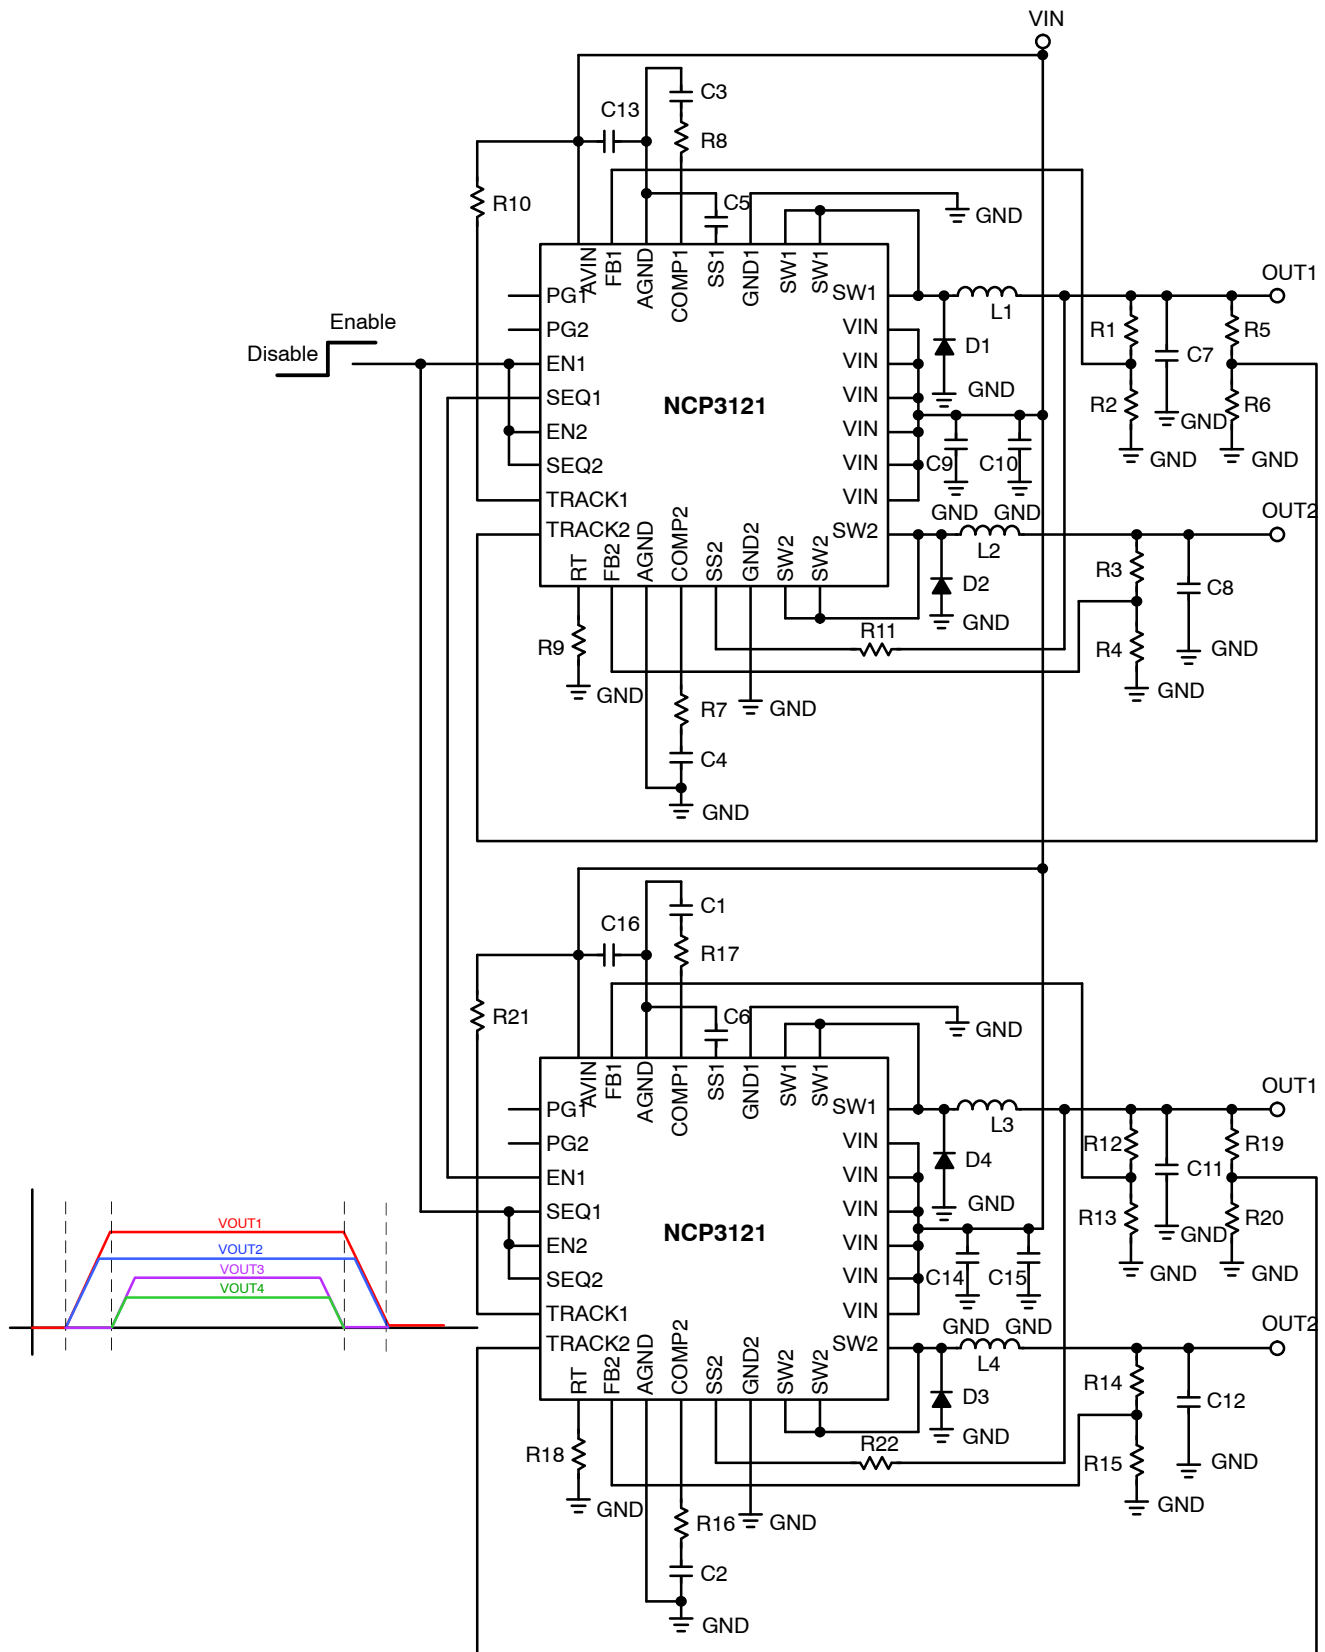 VIN
C3
C13
R8
R10
C5
GND
AVIN
FB1
AGND
COMP1
SS1
GND1
SW1
SW1
OUT1
PG1
SW1
L1
Enable
PG2
VIN
R1
R5
Disable
D1
C7
EN1
VIN
GND
SEQ1
NCP3121
VIN
R2
GND
R6
EN2
VIN
GND
GND
SEQ2
VIN
C9
C10
TRACK1
VIN
GND
GND
OUT2
TRACK2
SW2
L2
RT
FB2
AGND
COMP2
SS2
GND2
SW2
SW2
R3
D2
C8
GND
R9
R11
R4
GND
GND
GND
R7
GND
C4
GND
C1
C16
R17
R21
C6
GND
AVIN
FB1
AGND
COMP1
SS1
GND1
SW1
SW1
OUT1
PG1
SW1
L3
PG2
VIN
R12
R19
D4
C11
EN1
VIN
GND
SEQ1
NCP3121
VIN
R13
GND
R20
EN2
VIN
GND
GND
SEQ2
VIN
C14
C15
TRACK1
VIN
GND
GND
OUT2
TRACK2
SW2
L4
VOUT1
VOUT2
VOUT3
VOUT4
RT
FB2
AGND
COMP2
SS2
GND2
SW2
SW2
R14
D3
C12
GND
R18
R22
R15
GND
GND
GND
R16
GND
C2
GND